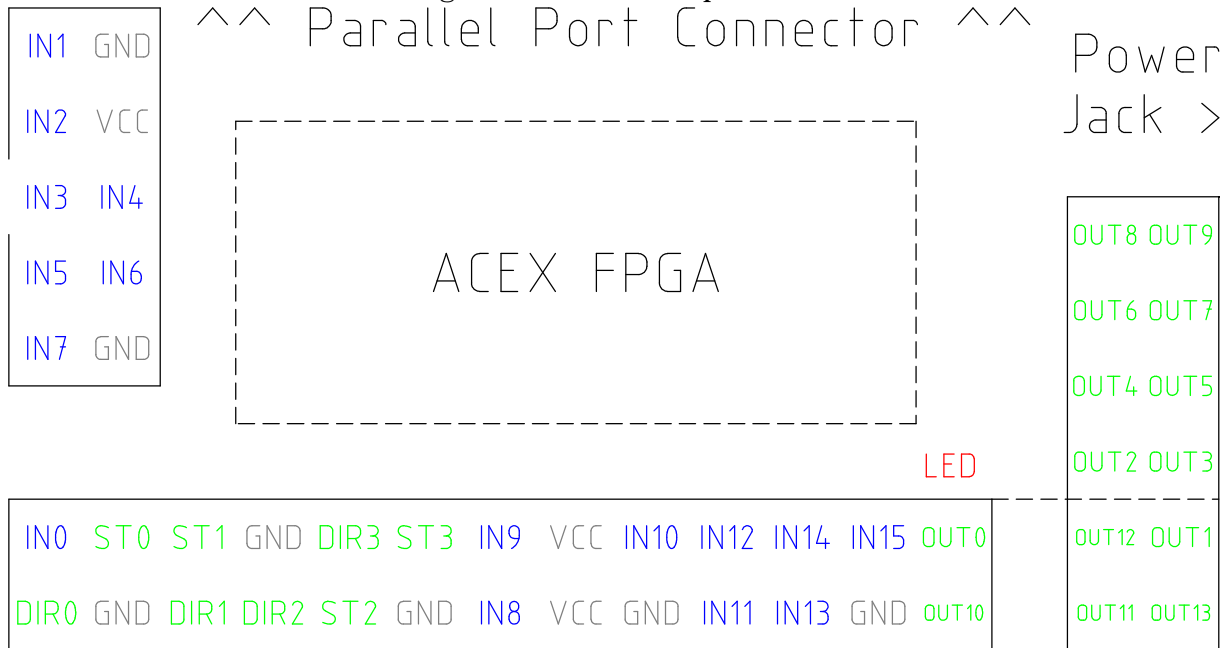 ^^ Parallel Port Connector ^^
Power
Jack >
IN1 GND
IN2 VCC
IN3 IN4
IN5 IN6
IN7 GND
ACEX FPGA
OUT8 OUT9
OUT6 OUT7
OUT4 OUT5
OUT2 OUT3
LED
IN0 ST0 ST1 GND DIR3 ST3 IN9 VCC IN10 IN12 IN14 IN15 OUT0
OUT12 OUT1
DIR0 GND DIR1 DIR2 ST2 GND IN8 VCC GND IN11 IN13 GND OUT10
OUT11 OUT13